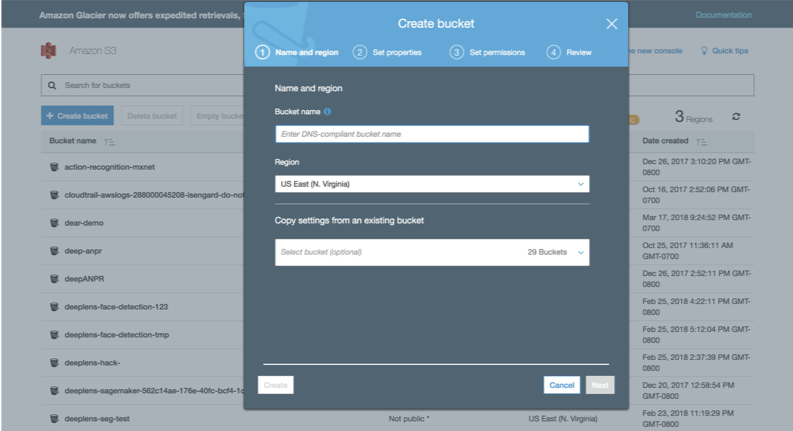 Amazon Glacier now offers expedited retrievals,
Documentation
Create bucket
1 Name and region 2 Set properties 3 Set permissions 4 Review
Amazon S3
new console Quick tips
Search for buckets
+ Create bucket Delete bucket Empty bucke
3 Regions
Bucket name
Date created
action-recognition-mxnet
Dec 26, 2017 3:10:20 PM GMT-
0800
cloudtrail-awslogs-288000045208-isengard-do-not
Oct 16, 2017 2:52:06 PM GMT-
0700
dear-demo
Mar 17, 2018 9:24:52 PM GMT-
0700
deep-anpr
Oct 25, 2017 11:36:11 AM
GMT-0700
deepANPR
Dec 26, 2017 2:52:11 PM GMT-
0800
deeplens-face-detection-123
Feb 25, 2018 4:22:11 PM GMT-
0800
deeplens-face-detection-tmp
Feb 25, 2018 5:12:04 PM GMT-
0800
deeplens-hack-
Feb 25, 2018 2:37:39 PM GMT-
0800
deeplens-sagemaker-562c14ae-176e-40fc-bcf4-1c
Dec 20, 2017 12:58:54 PM
GMT-0800
deeplens-seg-test
Not public *
US East (N. Virginia)
Feb 23, 2018 11:19:29 PM
GMT-0800
Name and region
Bucket name
Enter DNS-compliant bucket name
Region
US East (N. Virginia)
Copy settings from an existing bucket
Select bucket (optional) 29 Buckets
Create
Cancel Next